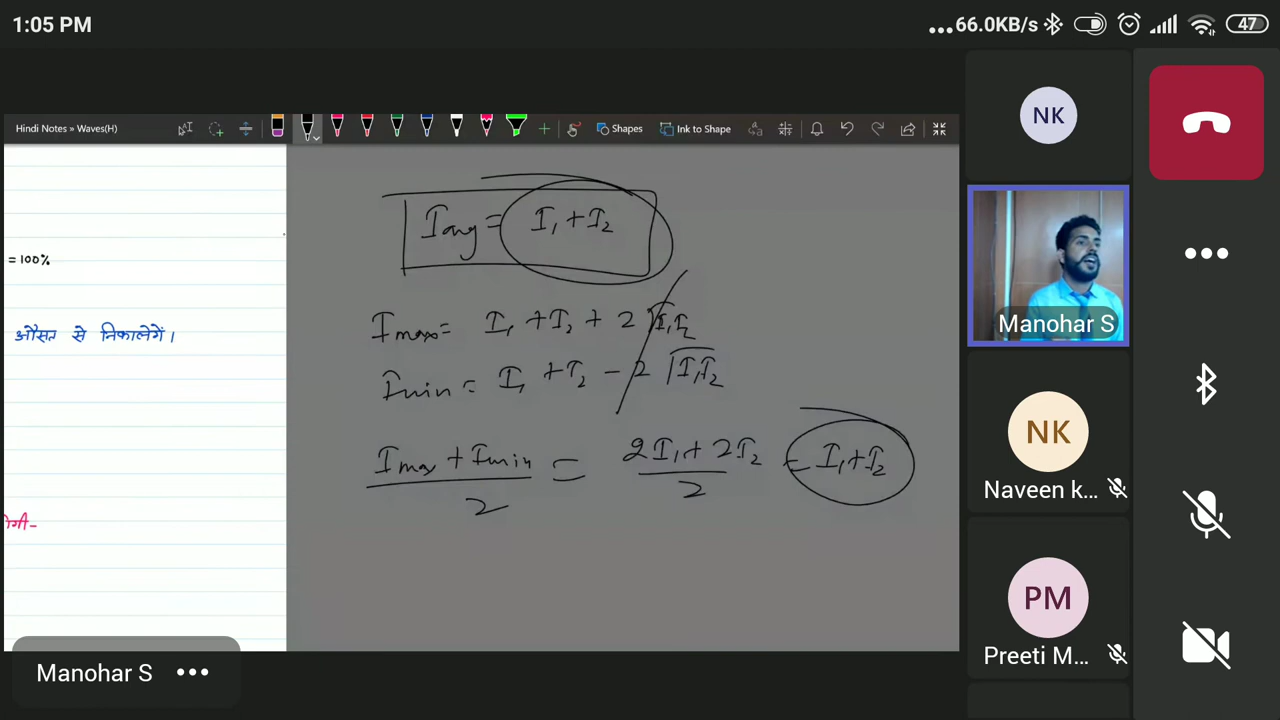 1:05 PM
...66.0KB/s 47
Hindi Notes » Waves(H)
Shapes
Ink to Shape
= 100%
औसत से निकालेगें।
Iavg = I₁ + I₂
Imax = I₁ + I₂ + 2 √I₁I₂
Imin = I₁ + I₂ - 2 √I₁I₂
Imax + Imin / 2 = 2I₁ + 2I₂ / 2 = I₁ + I₂
Manohar S •••
NK
Manohar S
NK
Naveen k...
PM
Preeti M...